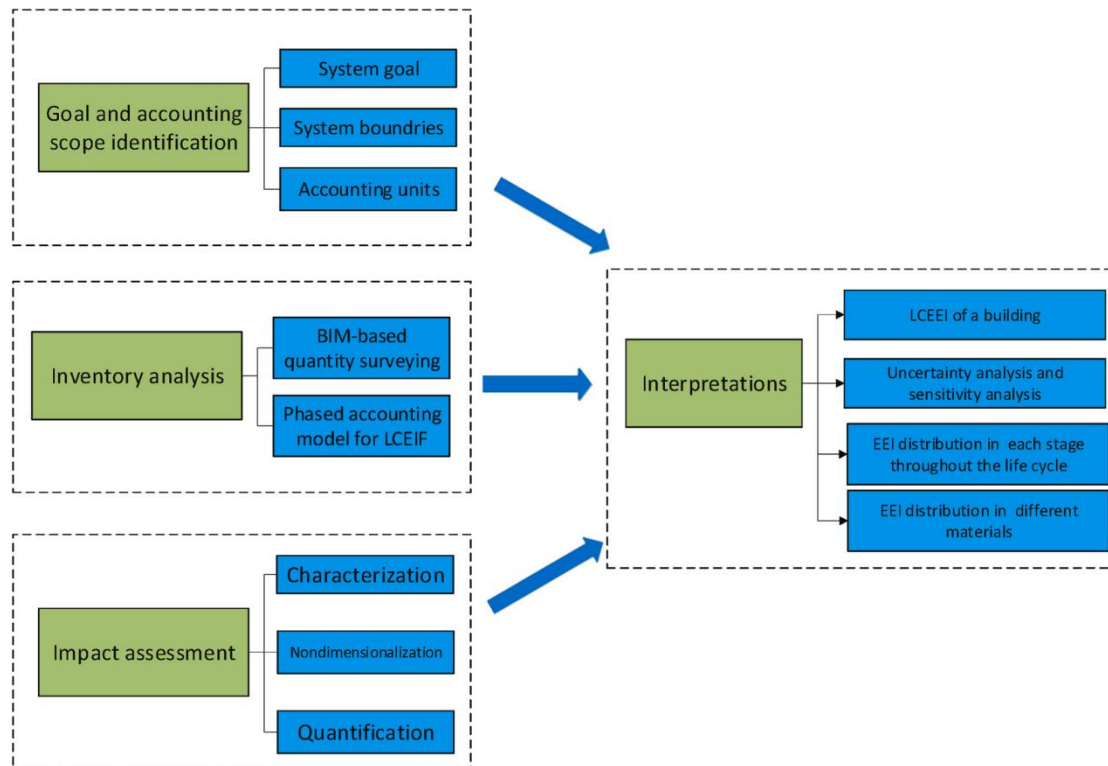 System goal
Goal and accounting
scope identification
System boundries
Accounting units
BIM-based
quantity surveying
Inventory analysis
Phased accounting
model for LCEIF
Characterization
Impact assessment
Nondimensionalization
Quantification
Interpretations
LCEEI of a building
Uncertainty analysis and
sensitivity analysis
EEI distribution in each stage
throughout the life cycle
EEI distribution in different
materials